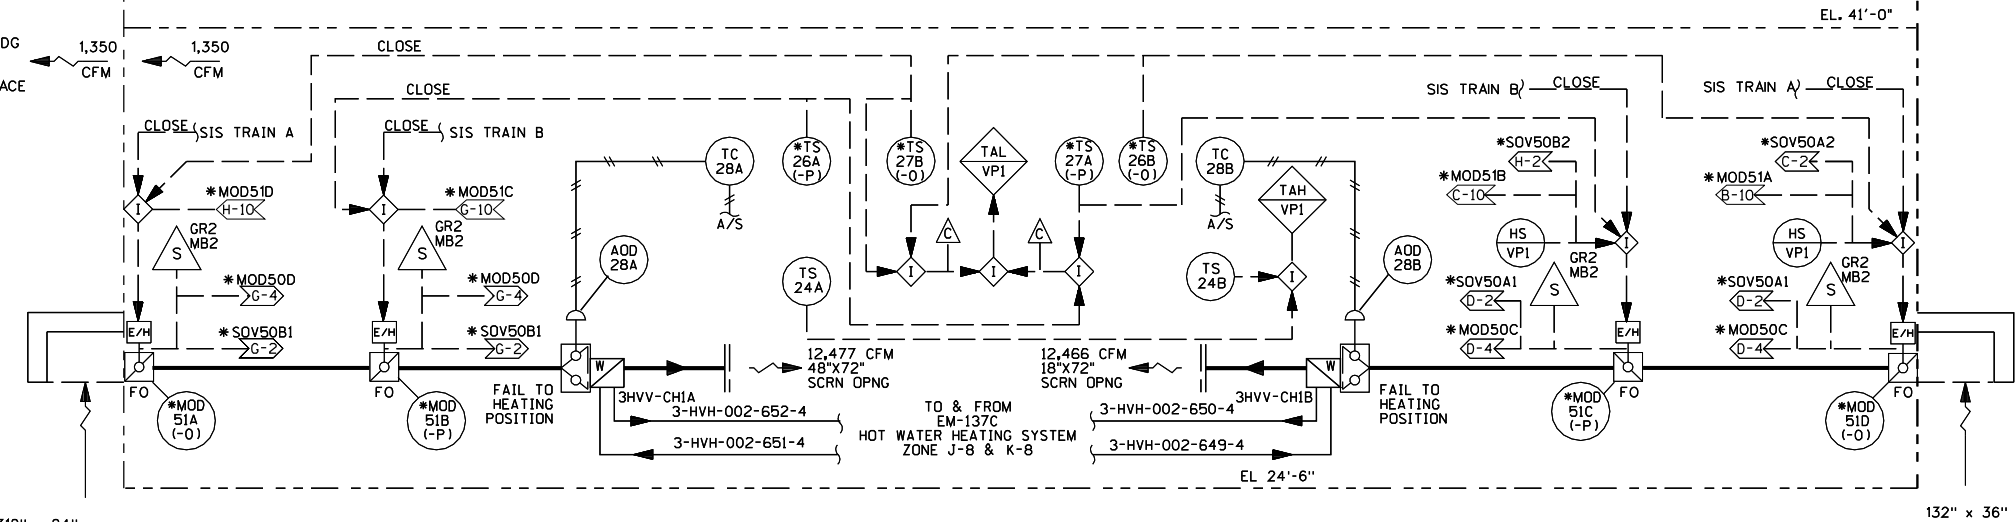 EL. 41'-0"
DG
1,350
CFM
1,350
CFM
ACE
CLOSE
CLOSE
SIS TRAIN B
CLOSE
SIS TRAIN A
CLOSE
CLOSE
SIS TRAIN A
CLOSE
SIS TRAIN B
TC
28A
A/S
*TS
26A
(-P)
*TS
27B
(-O)
TAL
VP1
*TS
27A
(-P)
*TS
26B
(-O)
TC
28B
A/S
TAH
VP1
*SOV50B2
H-2
*MOD51B
C-10
*SOV50A2
C-2
*MOD51A
B-10
I
*MOD51D
H-10
I
*MOD51C
G-10
GR2
MB2
S
GR2
MB2
S
*MOD50D
G-4
*MOD50D
G-4
*SOV50B1
G-2
*SOV50B1
G-2
AOD
28A
TS
24A
I
C
I
C
I
TS
24B
I
AOD
28B
HS
VP1
I
HS
VP1
I
GR2
MB2
S
GR2
MB2
S
*SOV50A1
D-2
*MOD50C
D-4
*SOV50A1
D-2
*MOD50C
D-4
E/H
E/H
E/H
E/H
FO
*MOD
51A
(-O)
FO
*MOD
51B
(-P)
FAIL TO
HEATING
POSITION
W
3HVV-CH1A
12,477 CFM
48"X72"
SCRN OPNG
12,466 CFM
18"X72"
SCRN OPNG
W
3HVV-CH1B
FAIL TO
HEATING
POSITION
FO
*MOD
51C
(-P)
FO
*MOD
51D
(-O)
3-HVH-002-652-4
3-HVH-002-651-4
TO & FROM
EM-137C
HOT WATER HEATING SYSTEM
ZONE J-8 & K-8
3-HVH-002-650-4
3-HVH-002-649-4
EL 24'-6"
132" x 36"